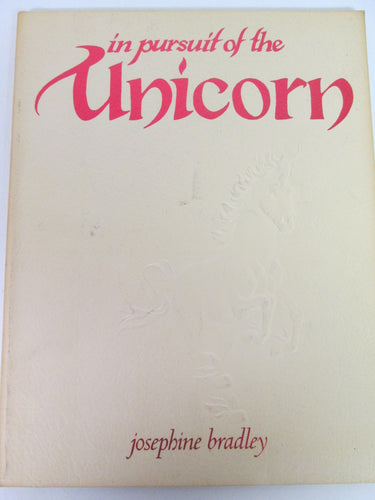 in pursuit of the
Unicorn
josephine bradley